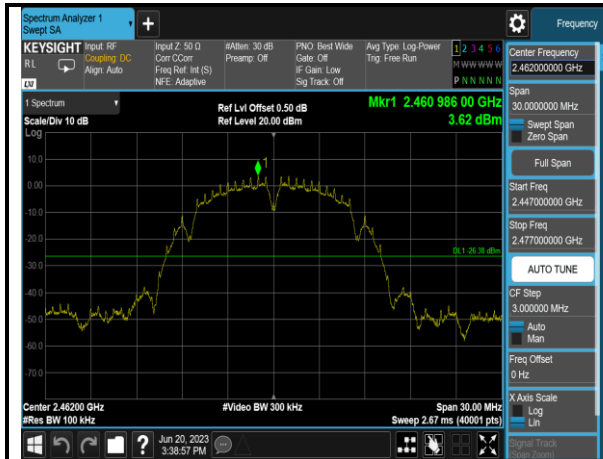 Spectrum Analyzer 1
Swept SA
Frequency
KEYSIGHT
RL
LXI
Input: RF
Coupling: DC
Align: Auto
Input Z: 50 Ω
Corr CCorr
Freq Ref: Int (S)
NFE: Adaptive
#Atten: 30 dB
Preamp: Off
PNO: Best Wide
Gate: Off
IF Gain: Low
Sig Track: Off
Avg Type: Log-Power
Trig: Free Run
1 2 3 4 5 6
M W W W W W
P N N N N N
1 Spectrum
Scale/Div 10 dB
Ref Lvl Offset 0.50 dB
Ref Level 20.00 dBm
Mkr1 2.460 986 00 GHz
3.62 dBm
Log
10.0
0.00
-10.0
-20.0
-30.0
-40.0
-50.0
-60.0
-70.0
1
DL1 -26.38 dBm
Center 2.46200 GHz
#Res BW 100 kHz
#Video BW 300 kHz
Span 30.00 MHz
Sweep 2.67 ms (40001 pts)
Jun 20, 2023
3:38:57 PM
?
Center Frequency
2.462000000 GHz
Span
30.0000000 MHz
Swept Span
Zero Span
Full Span
Start Freq
2.447000000 GHz
Stop Freq
2.477000000 GHz
AUTO TUNE
CF Step
3.000000 MHz
Auto
Man
Freq Offset
0 Hz
X Axis Scale
Log
Lin
Signal Track
(Span Zoom)